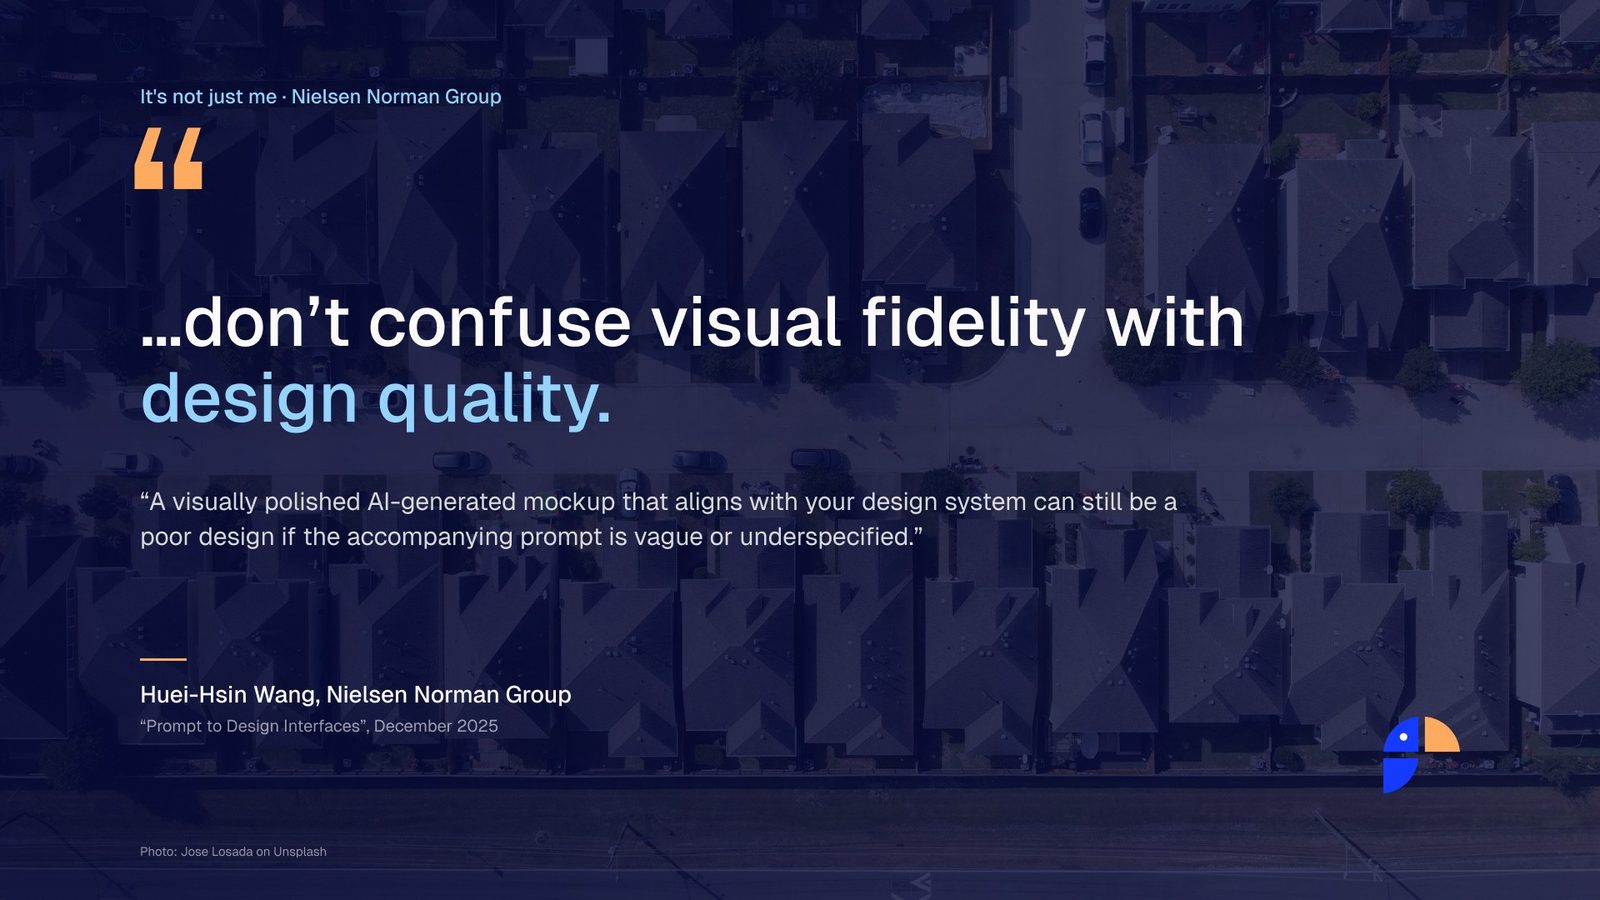 It's not just me · Nielsen Norman Group
“
...don’t confuse visual fidelity with
design quality.
“A visually polished AI-generated mockup that aligns with your design system can still be a
poor design if the accompanying prompt is vague or underspecified.”
Huei-Hsin Wang, Nielsen Norman Group
“Prompt to Design Interfaces”, December 2025
Photo: Jose Losada on Unsplash